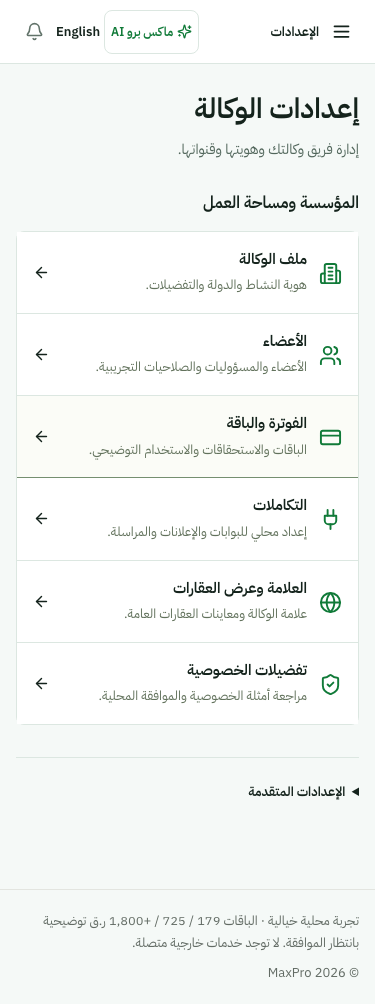 الإعدادات
ماكس برو AI
English
إعدادات الوكالة
إدارة فريق وكالتك وهويتها وقنواتها.
المؤسسة ومساحة العمل
ملف الوكالة
هوية النشاط والدولة والتفضيلات.
الأعضاء
الأعضاء والمسؤوليات والصلاحيات التجريبية.
الفوترة والباقة
الباقات والاستحقاقات والاستخدام التوضيحي.
التكاملات
إعداد محلي للبوابات والإعلانات والمراسلة.
العلامة وعرض العقارات
علامة الوكالة ومعاينات العقارات العامة.
تفضيلات الخصوصية
مراجعة أمثلة الخصوصية والموافقة المحلية.
الإعدادات المتقدمة
تجربة محلية خيالية · الباقات 179 / 725 / +1,800 ر.ق توضيحية
بانتظار الموافقة. لا توجد خدمات خارجية متصلة.
© 2026 MaxPro